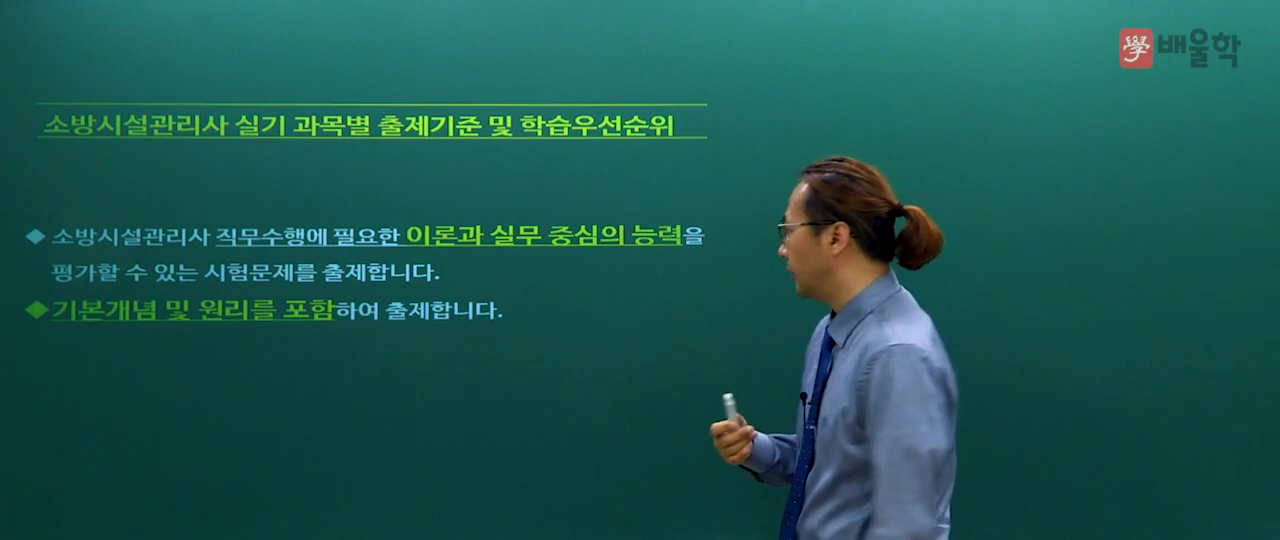 學 배울학
소방시설관리사 실기 과목별 출제기준 및 학습우선순위
◆ 소방시설관리사 직무수행에 필요한 이론과 실무 중심의 능력을
평가할 수 있는 시험문제를 출제합니다.
◆ 기본개념 및 원리를 포함하여 출제합니다.